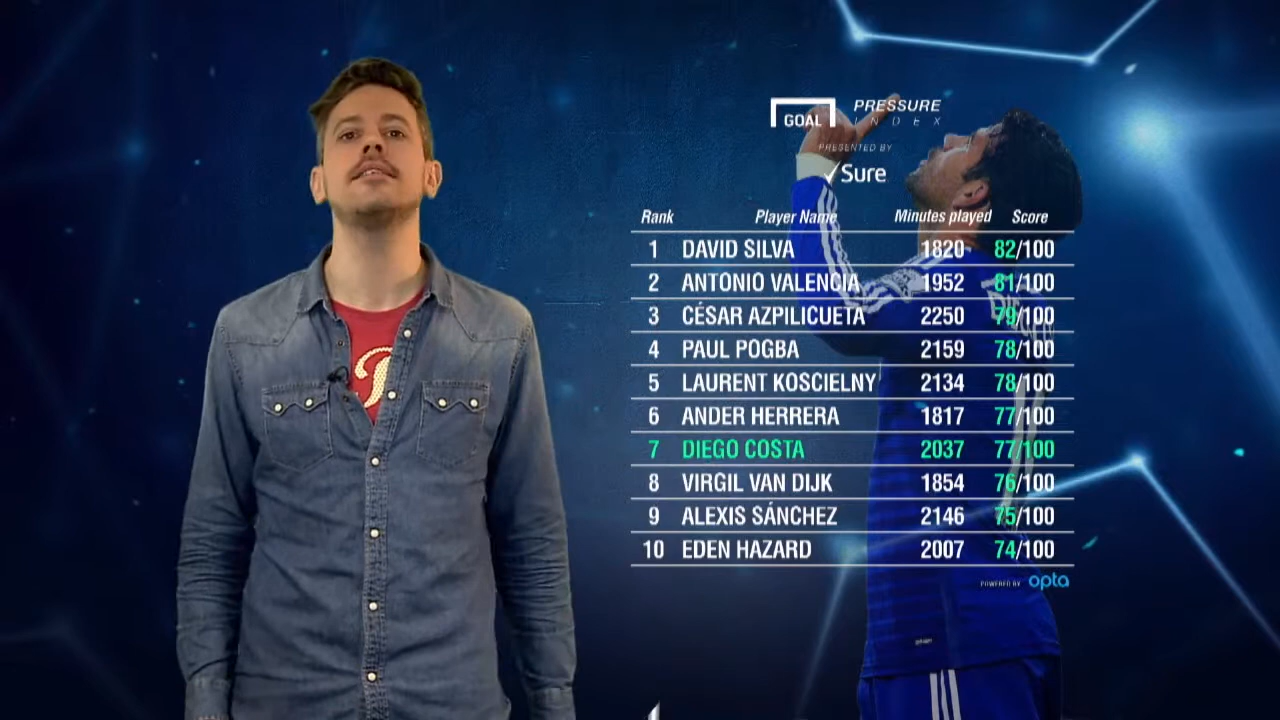 GOAL
PRESSURE
INDEX
PRESENTED BY
Sure
Rank Player Name Minutes played Score
1 DAVID SILVA 1820 82/100
2 ANTONIO VALENCIA 1952 81/100
3 CÉSAR AZPILICUETA 2250 79/100
4 PAUL POGBA 2159 78/100
5 LAURENT KOSCIELNY 2134 78/100
6 ANDER HERRERA 1817 77/100
7 DIEGO COSTA 2037 77/100
8 VIRGIL VAN DIJK 1854 76/100
9 ALEXIS SÁNCHEZ 2146 75/100
10 EDEN HAZARD 2007 74/100
POWERED BY opta